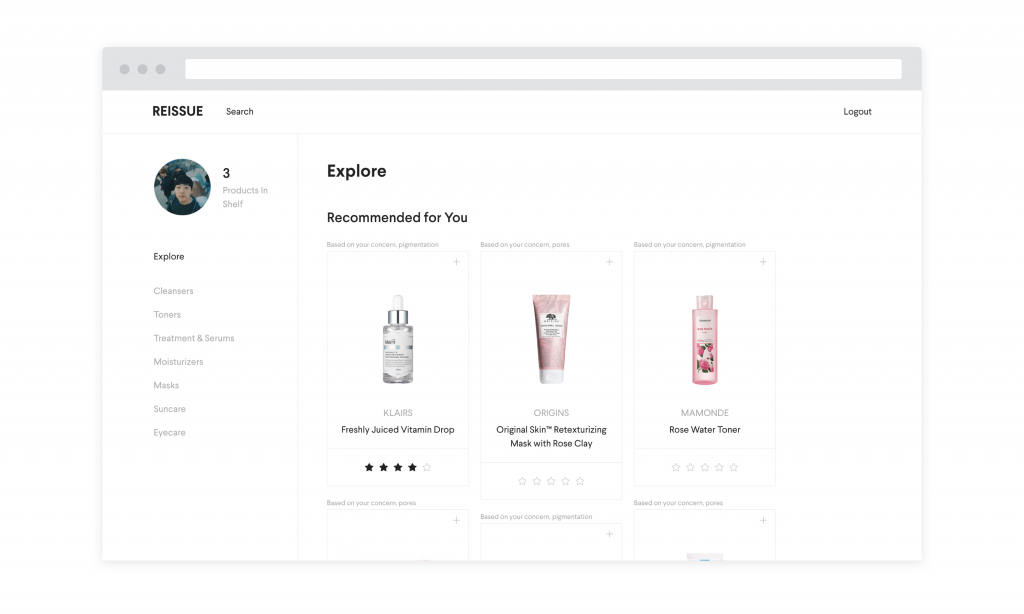 REISSUE
Search
Logout
3
Products In
Shelf
Explore
Cleansers
Toners
Treatment & Serums
Moisturizers
Masks
Suncare
Eyecare
Explore
Recommended for You
Based on your concern, pigmentation
klairs
KLAIRS
Freshly Juiced Vitamin Drop
Based on your concern, pores
ORIGINS
Original Skin™ Retexturizing
Mask with Rose Clay
Based on your concern, pigmentation
MAMONDE
Rose Water Toner
Based on your concern, pores
Based on your concern, pigmentation
Based on your concern, pores